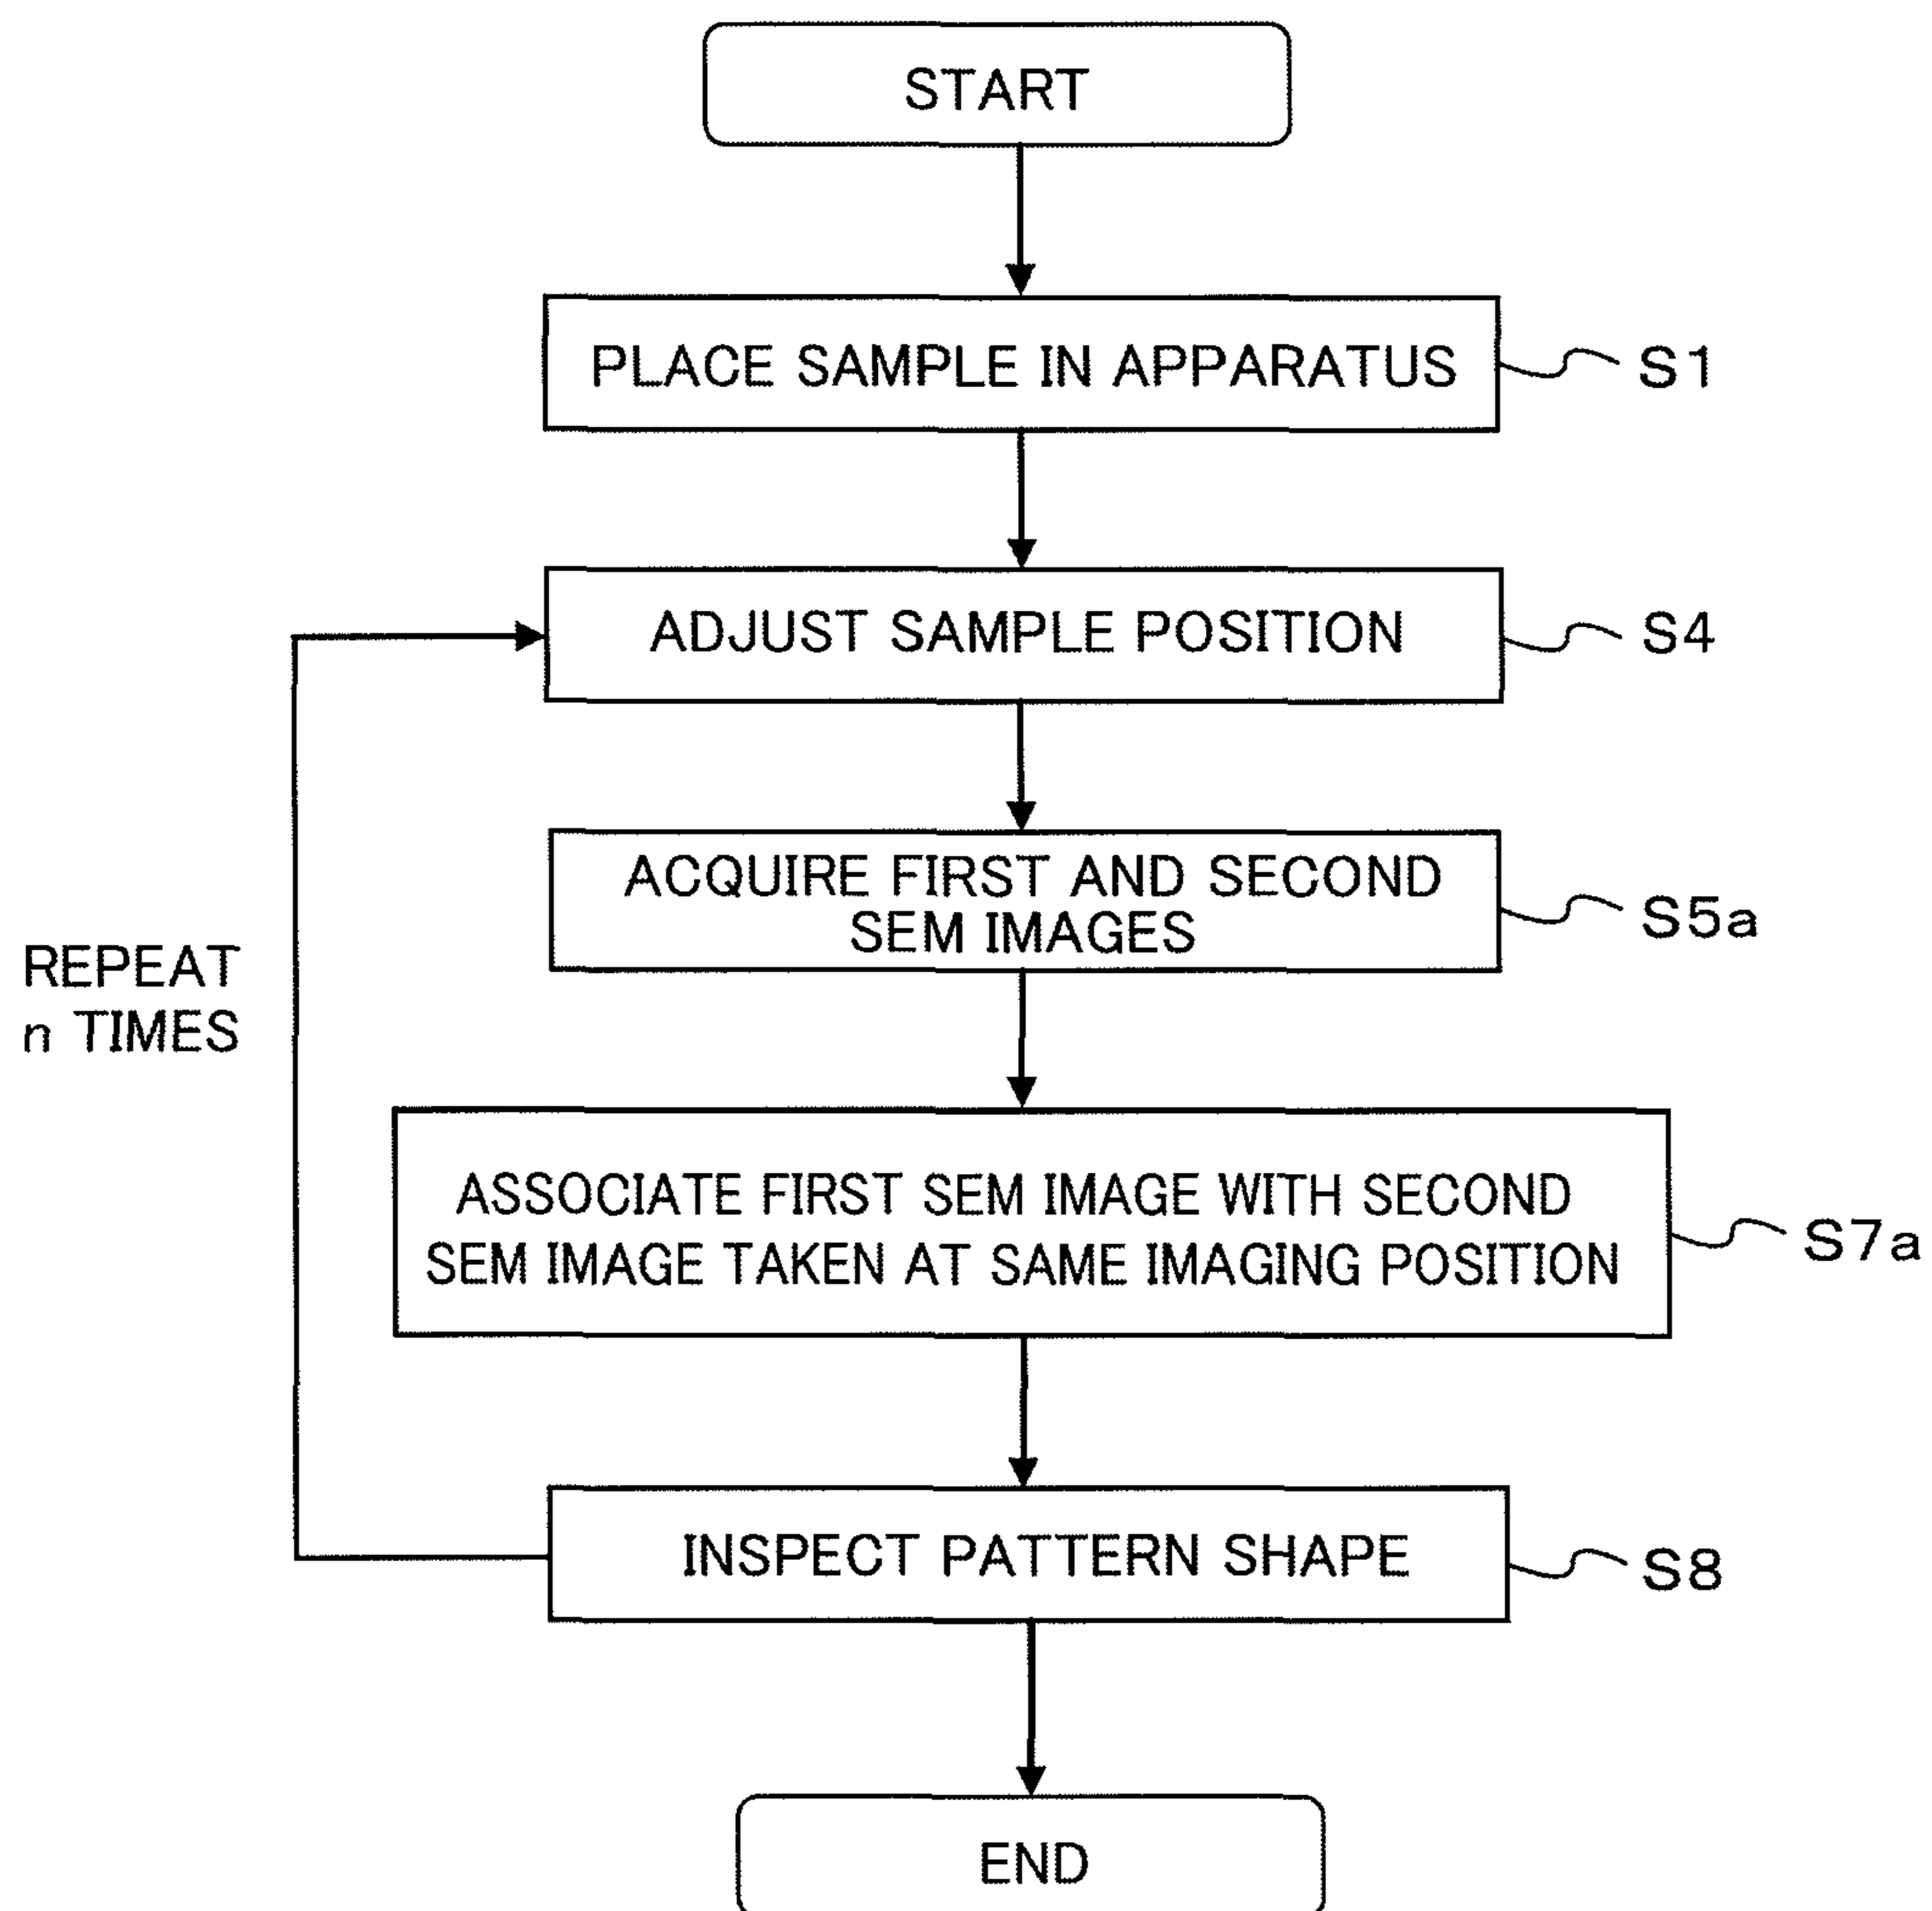 START
PLACE SAMPLE IN APPARATUS
S1
ADJUST SAMPLE POSITION
S4
ACQUIRE FIRST AND SECOND
SEM IMAGES
S5a
REPEAT
n TIMES
ASSOCIATE FIRST SEM IMAGE WITH SECOND
SEM IMAGE TAKEN AT SAME IMAGING POSITION
S7a
INSPECT PATTERN SHAPE
S8
END